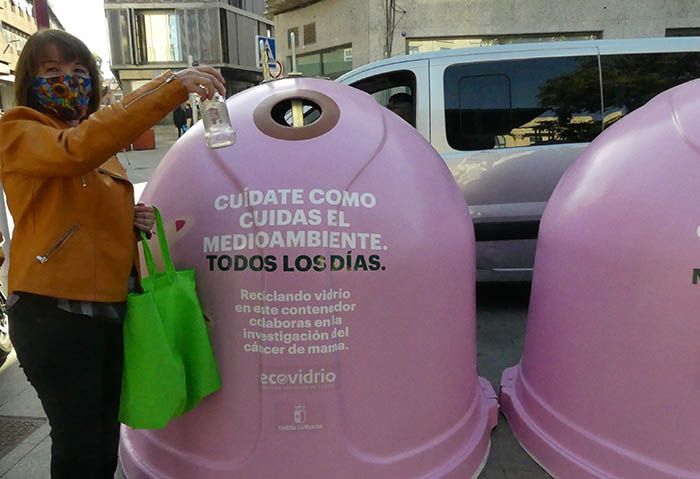 CUÍDATE COMO
CUIDAS EL
MEDIOAMBIENTE.
TODOS LOS DÍAS.
Reciclando vidrio
en este contenedor
colaboras en la
investigación del
cáncer de mama.
ecovidrio
Castilla-La Mancha